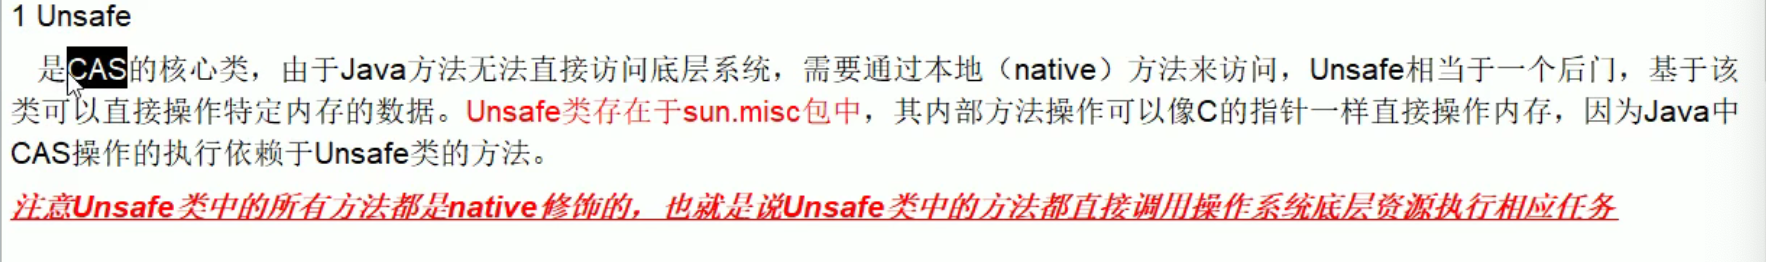 1 Unsafe
是CAS的核心类，由于Java方法无法直接访问底层系统，需要通过本地（native）方法来访问，Unsafe相当于一个后门，基于该
类可以直接操作特定内存的数据。Unsafe类存在于sun.misc包中，其内部方法操作可以像C的指针一样直接操作内存，因为Java中
CAS操作的执行依赖于Unsafe类的方法。
注意Unsafe类中的所有方法都是native修饰的，也就是说Unsafe类中的方法都直接调用操作系统底层资源执行相应任务